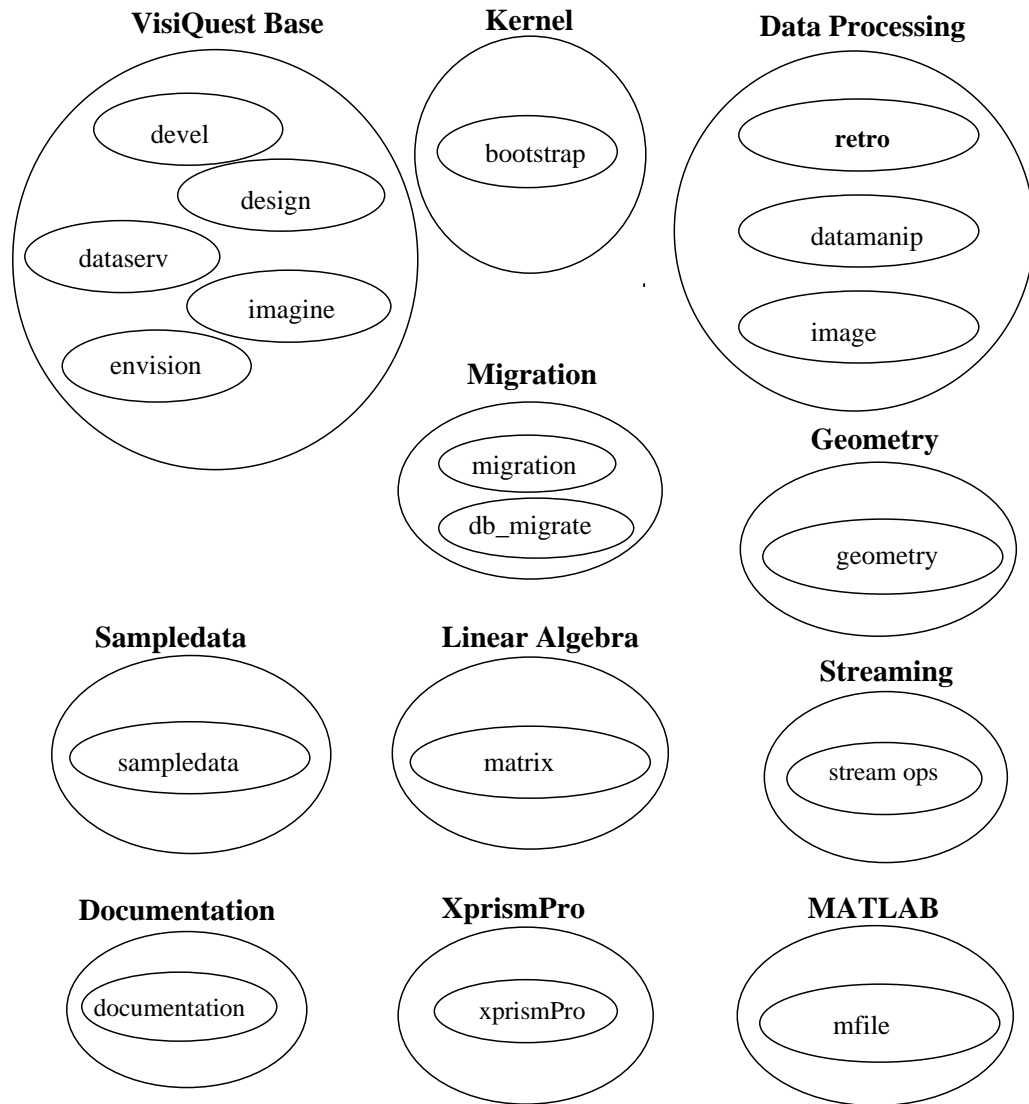 VisiQuest Base
devel
design
dataserv
imagine
envision
Kernel
bootstrap
Data Processing
retro
datamanip
image
Migration
migration
db_migrate
Geometry
geometry
Sampledata
sampledata
Linear Algebra
matrix
Streaming
stream ops
Documentation
documentation
XprismPro
xprismPro
MATLAB
mfile